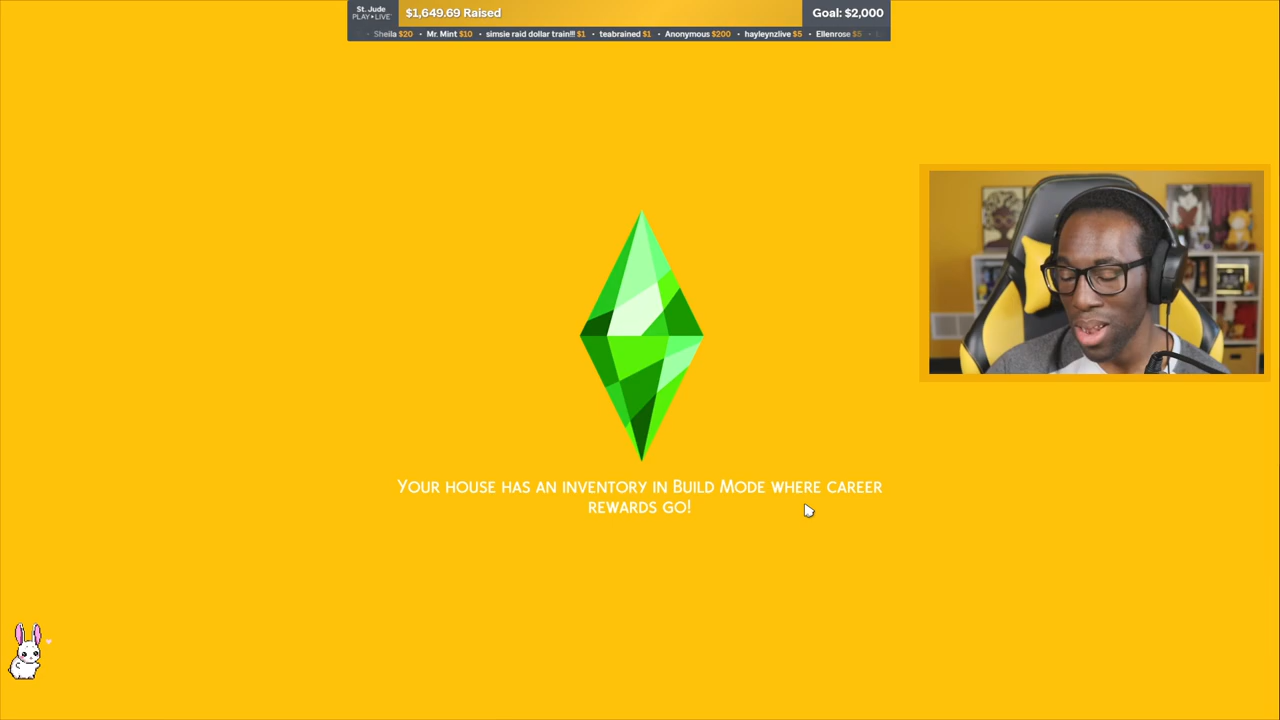 St. Jude
PLAY LIVE
$1,649.69 Raised
Goal: $2,000
Sheila $20 • Mr. Mint $10 • simsie raid dollar train!!! $1 • teabrained $1 • Anonymous $200 • hayleynzlive $5 • Ellenrose $5
YOUR HOUSE HAS AN INVENTORY IN BUILD MODE WHERE CAREER
REWARDS GO!